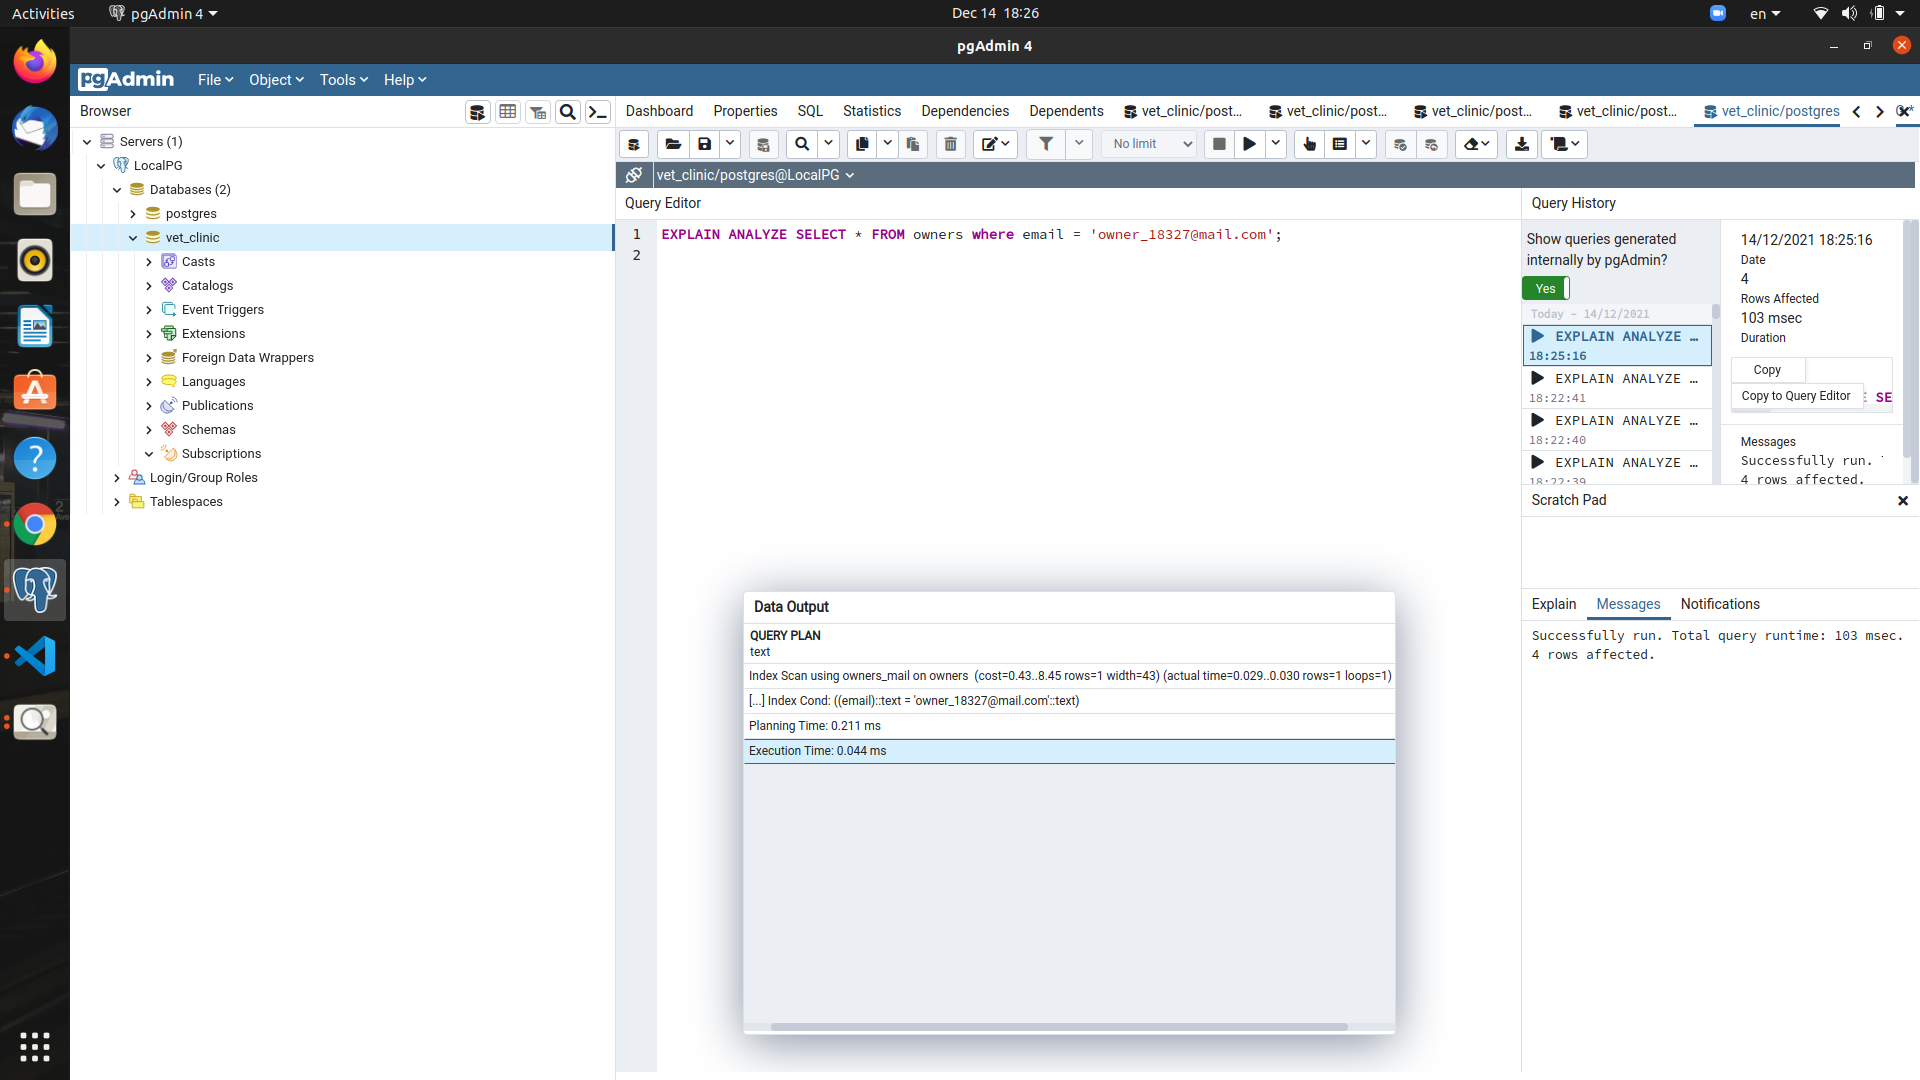 Activities
pgAdmin 4
Dec 14 18:26
en
pgAdmin 4
pgAdmin
File
Object
Tools
Help
Browser
Dashboard
Properties
SQL
Statistics
Dependencies
Dependents
vet_clinic/post...
vet_clinic/post...
vet_clinic/post...
vet_clinic/post...
vet_clinic/postgres
Servers (1)
LocalPG
Databases (2)
postgres
vet_clinic
Casts
Catalogs
Event Triggers
Extensions
Foreign Data Wrappers
Languages
Publications
Schemas
Subscriptions
Login/Group Roles
Tablespaces
No limit
vet_clinic/postgres@LocalPG
Query Editor
1 EXPLAIN ANALYZE SELECT * FROM owners where email = 'owner_18327@mail.com';
2
Query History
Show queries generated
internally by pgAdmin?
Yes
Today - 14/12/2021
EXPLAIN ANALYZE …
18:25:16
EXPLAIN ANALYZE …
18:22:41
EXPLAIN ANALYZE …
18:22:40
EXPLAIN ANALYZE …
18:22:39
14/12/2021 18:25:16
Date
4
Rows Affected
103 msec
Duration
Copy
Copy to Query Editor
SE
Messages
Successfully run.
4 rows affected.
Scratch Pad
Explain
Messages
Notifications
Successfully run. Total query runtime: 103 msec.
4 rows affected.
Data Output
QUERY PLAN
text
Index Scan using owners_mail on owners (cost=0.43..8.45 rows=1 width=43) (actual time=0.029..0.030 rows=1 loops=1)
[...] Index Cond: ((email)::text = 'owner_18327@mail.com'::text)
Planning Time: 0.211 ms
Execution Time: 0.044 ms